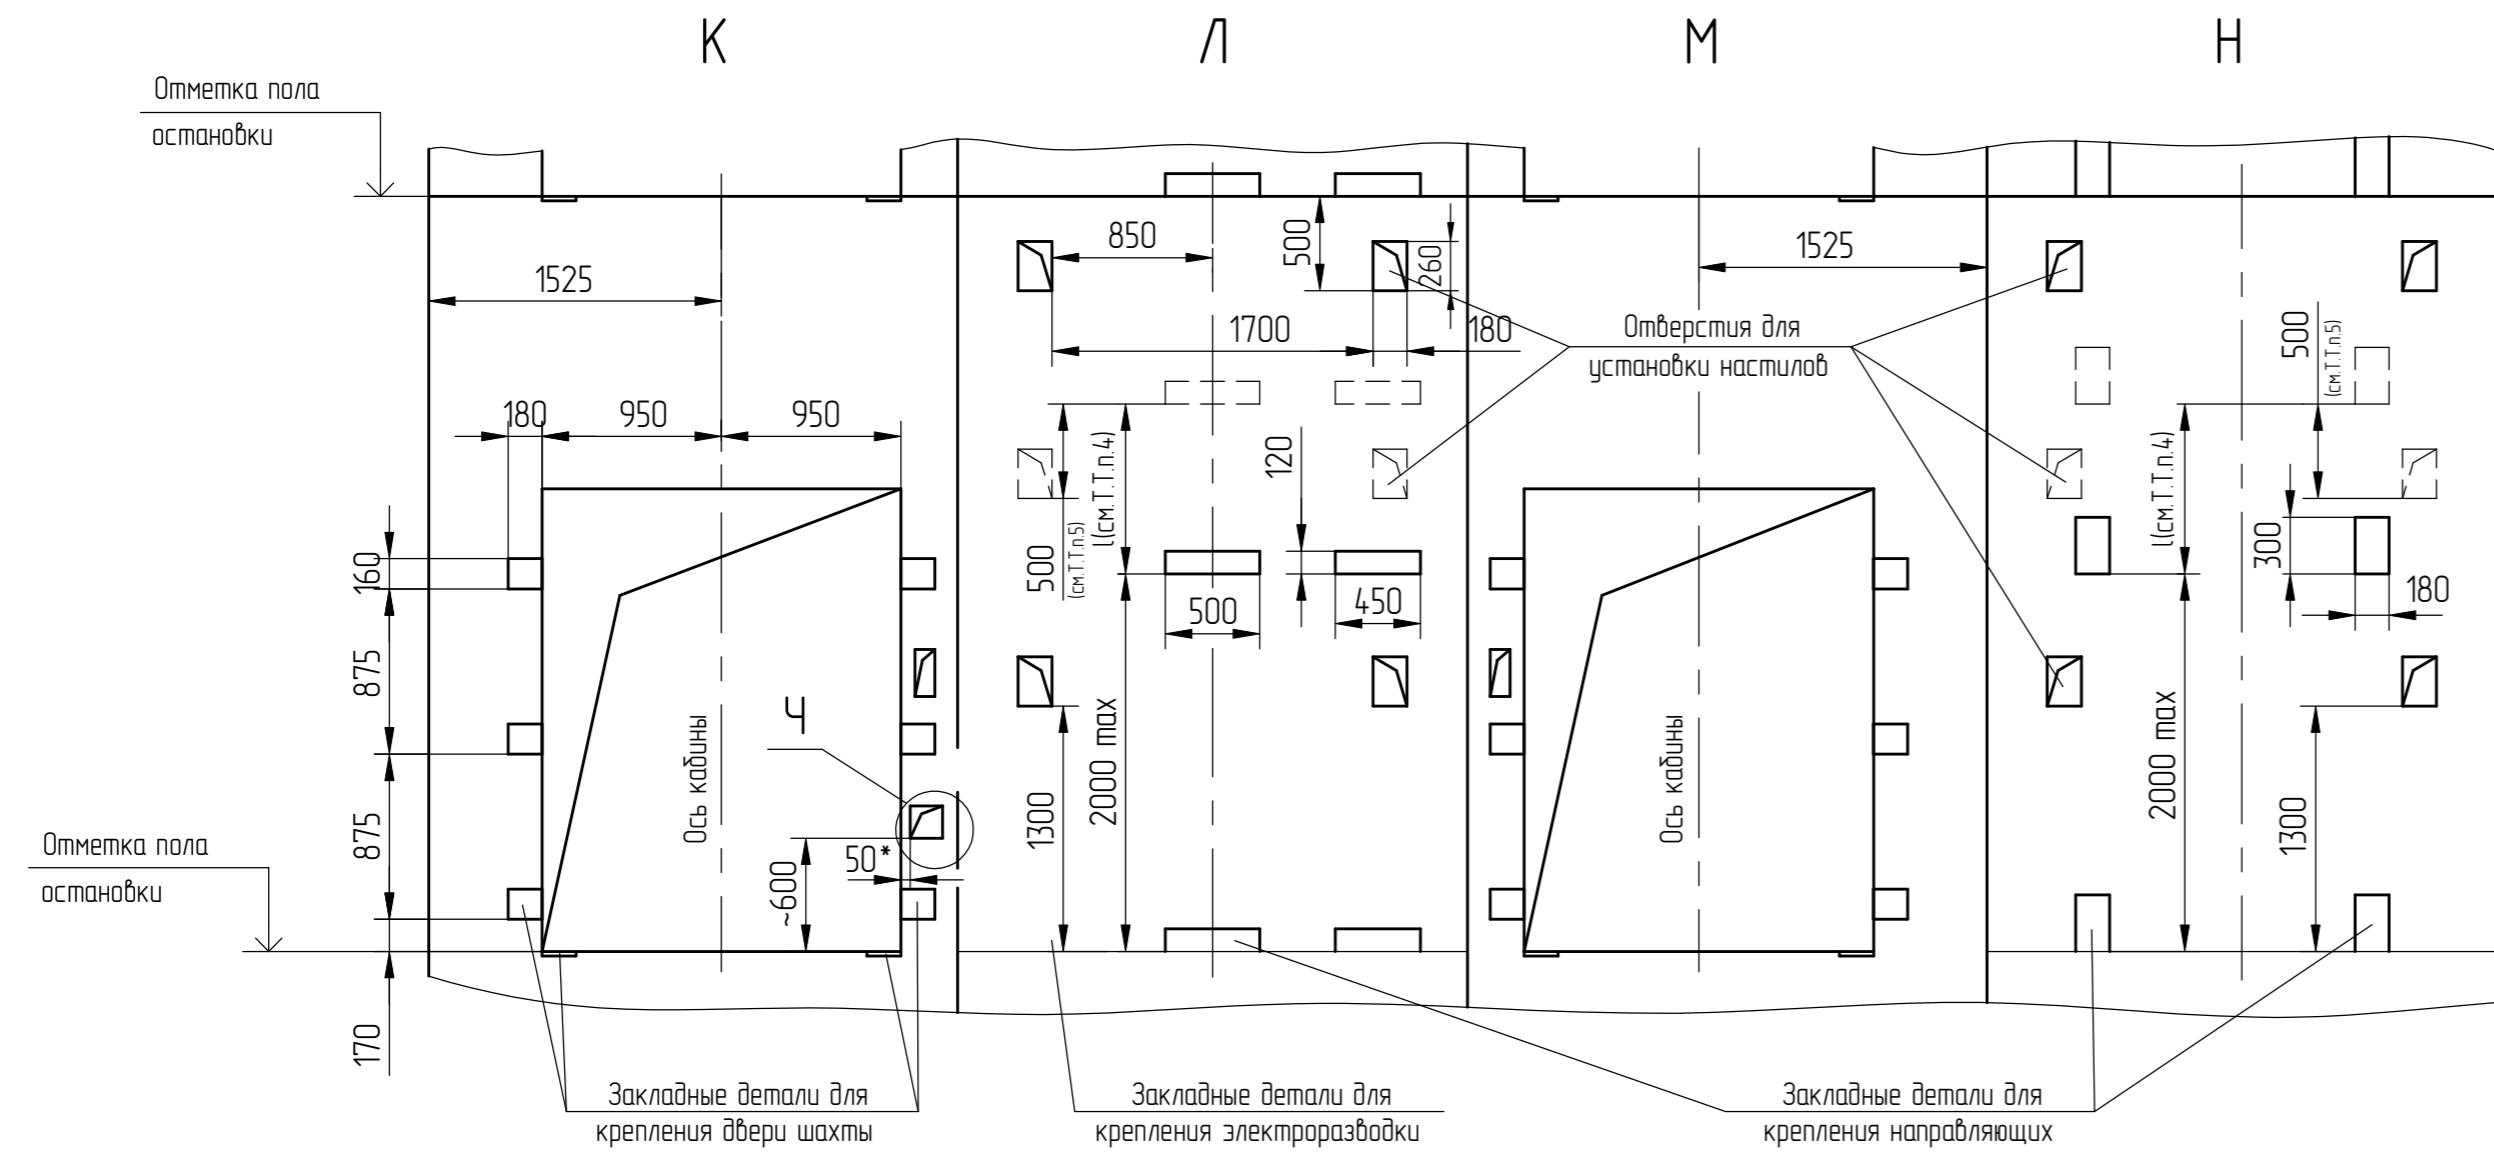 К
Л
М
Н
Отметка пола
остановки
1525
850
500
260
1525
1700
180
Отверстия для
установки настилов
500
(см.Т.Т.п.5)
180
950
950
l(см.Т.Т.п.4)
120
l(см.Т.Т.п.4)
160
500
(см.Т.Т.п.5)
300
500
450
180
875
Ч
Ось кабины
2000 max
Ось кабины
2000 max
875
~600
50*
1300
1300
Отметка пола
остановки
170
Закладные детали для
крепления двери шахты
Закладные детали для
крепления электроразводки
Закладные детали для
крепления направляющих